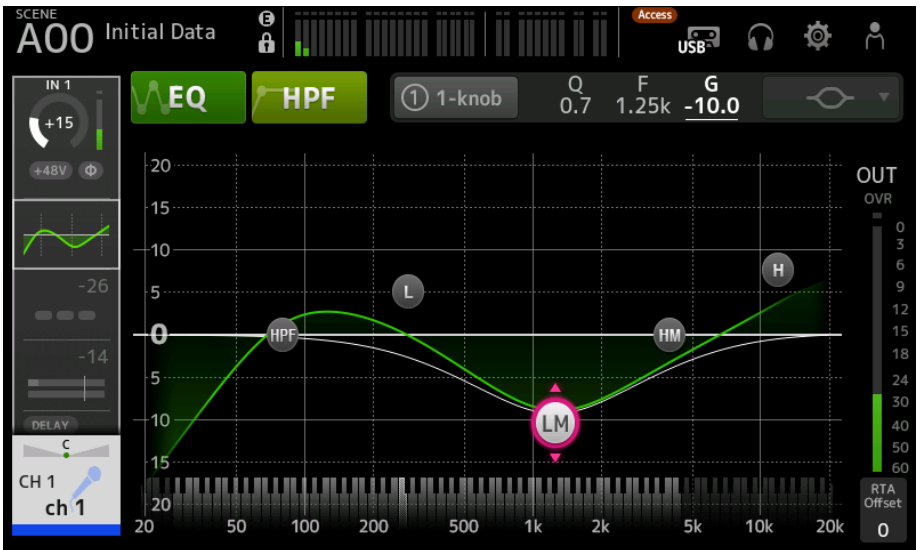 SCENE
A00 Initial Data
E
Access
USB
IN 1
+15
+48V Φ
-26
-14
DELAY
C
CH 1
ch 1
EQ
HPF
1 1-knob
Q
0.7
F
1.25k
G
-10.0
20
15
10
5
0
5
10
15
20
HPF
L
LM
HM
H
20 50 100 200 500 1k 2k 5k 10k 20k
OUT
OVR
0
3
6
9
12
15
18
24
30
40
50
60
RTA
Offset
0